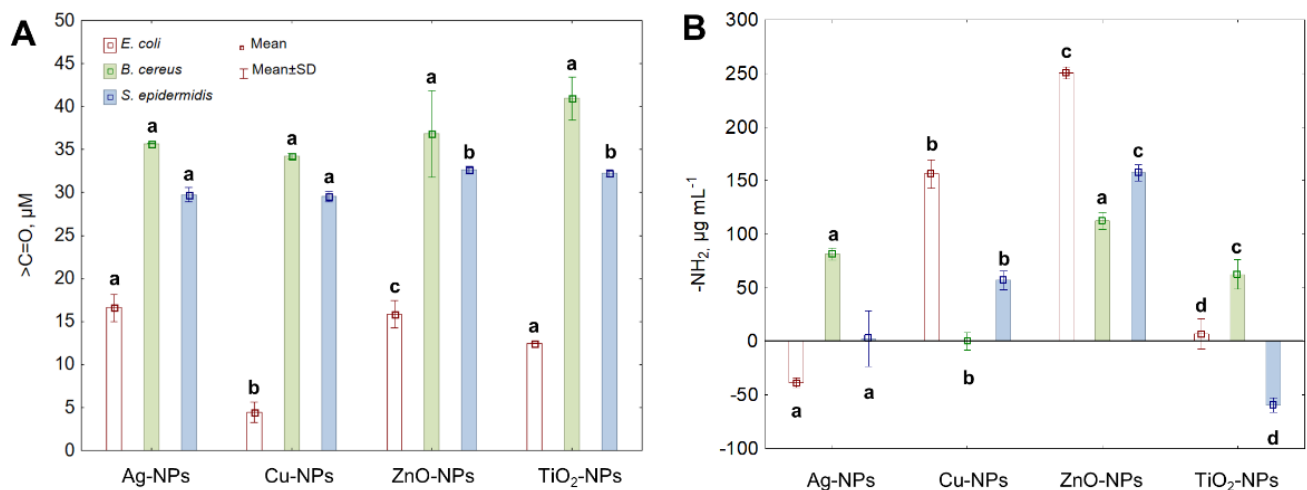 A
>C=O, µM
50
45
40
35
30
25
20
15
10
5
0
E. coli
B. cereus
S. epidermidis
Mean
Mean±SD
a a a
b a a
c a b
a a b
Ag-NPs Cu-NPs ZnO-NPs TiO₂-NPs
B
-NH₂, µg mL⁻¹
300
250
200
150
100
50
0
-50
-100
a a a
b b b
c a c
d c d
Ag-NPs Cu-NPs ZnO-NPs TiO₂-NPs